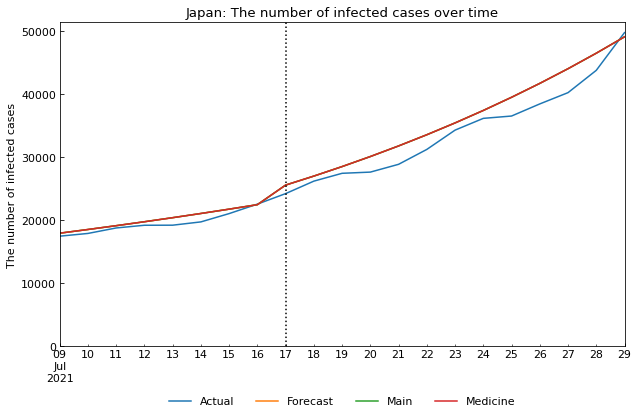 Japan: The number of infected cases over time
The number of infected cases
50000
40000
30000
20000
10000
0
09 10 11 12 13 14 15 16 17 18 19 20 21 22 23 24 25 26 27 28 29
Jul
2021
Actual Forecast Main Medicine